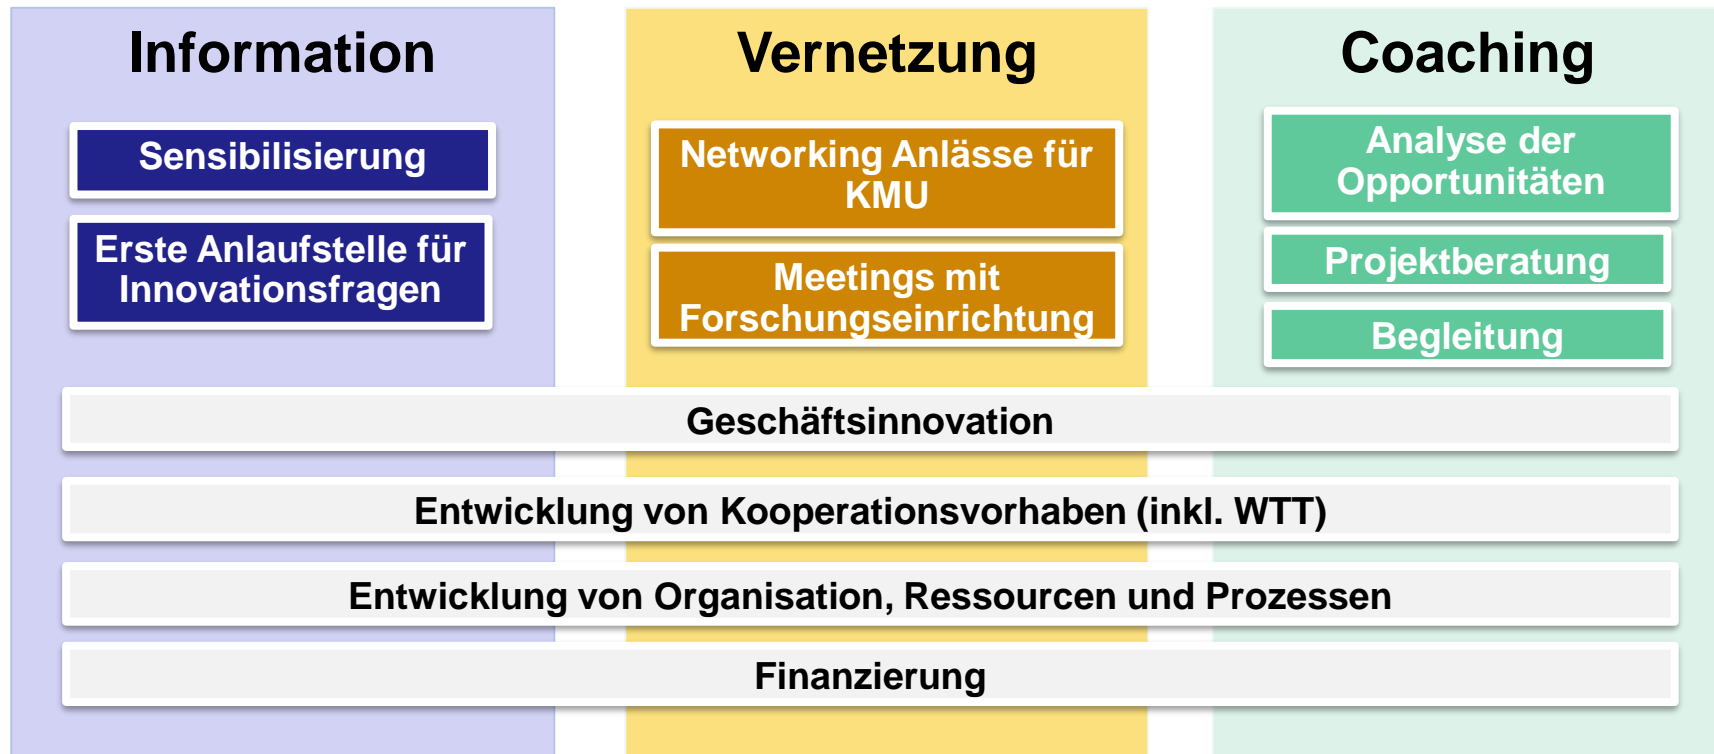 Information
Sensibilisierung
Erste Anlaufstelle für
Innovationsfragen
Vernetzung
Networking Anlässe für
KMU
Meetings mit
Forschungseinrichtung
Coaching
Analyse der
Opportunitäten
Projektberatung
Begleitung
Geschäftsinnovation
Entwicklung von Kooperationsvorhaben (inkl. WTT)
Entwicklung von Organisation, Ressourcen und Prozessen
Finanzierung